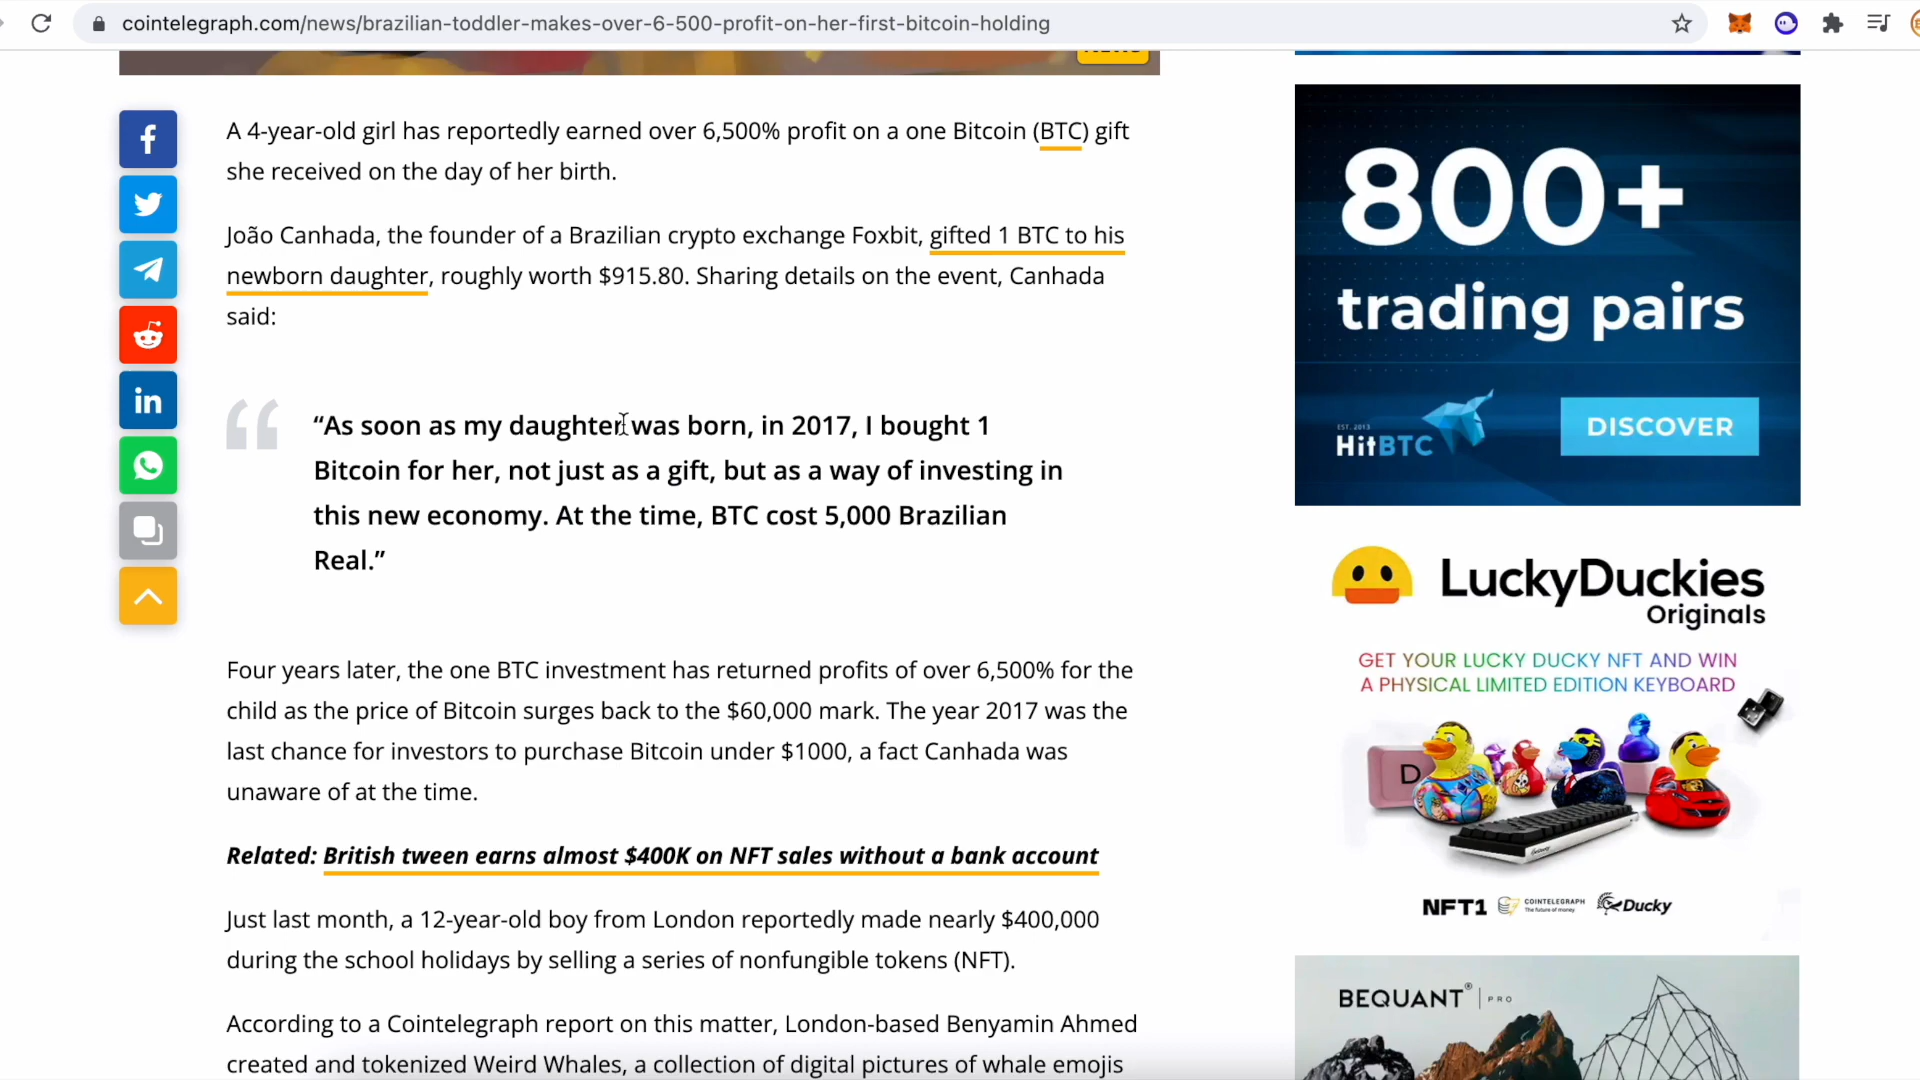 cointelegraph.com/news/brazilian-toddler-makes-over-6-500-profit-on-her-first-bitcoin-holding
A 4-year-old girl has reportedly earned over 6,500% profit on a one Bitcoin (BTC) gift
she received on the day of her birth.
João Canhada, the founder of a Brazilian crypto exchange Foxbit, gifted 1 BTC to his
newborn daughter, roughly worth $915.80. Sharing details on the event, Canhada
said:
“As soon as my daughter was born, in 2017, I bought 1
Bitcoin for her, not just as a gift, but as a way of investing in
this new economy. At the time, BTC cost 5,000 Brazilian
Real.”
Four years later, the one BTC investment has returned profits of over 6,500% for the
child as the price of Bitcoin surges back to the $60,000 mark. The year 2017 was the
last chance for investors to purchase Bitcoin under $1000, a fact Canhada was
unaware of at the time.
Related: British tween earns almost $400K on NFT sales without a bank account
Just last month, a 12-year-old boy from London reportedly made nearly $400,000
during the school holidays by selling a series of nonfungible tokens (NFT).
According to a Cointelegraph report on this matter, London-based Benyamin Ahmed
created and tokenized Weird Whales, a collection of digital pictures of whale emojis
800+
trading pairs
EST. 2013
HitBTC
DISCOVER
LuckyDuckies
Originals
GET YOUR LUCKY DUCKY NFT AND WIN
A PHYSICAL LIMITED EDITION KEYBOARD
D
NFT1 COINTELEGRAPH Ducky
The future of money
BEQUANT® | PRO